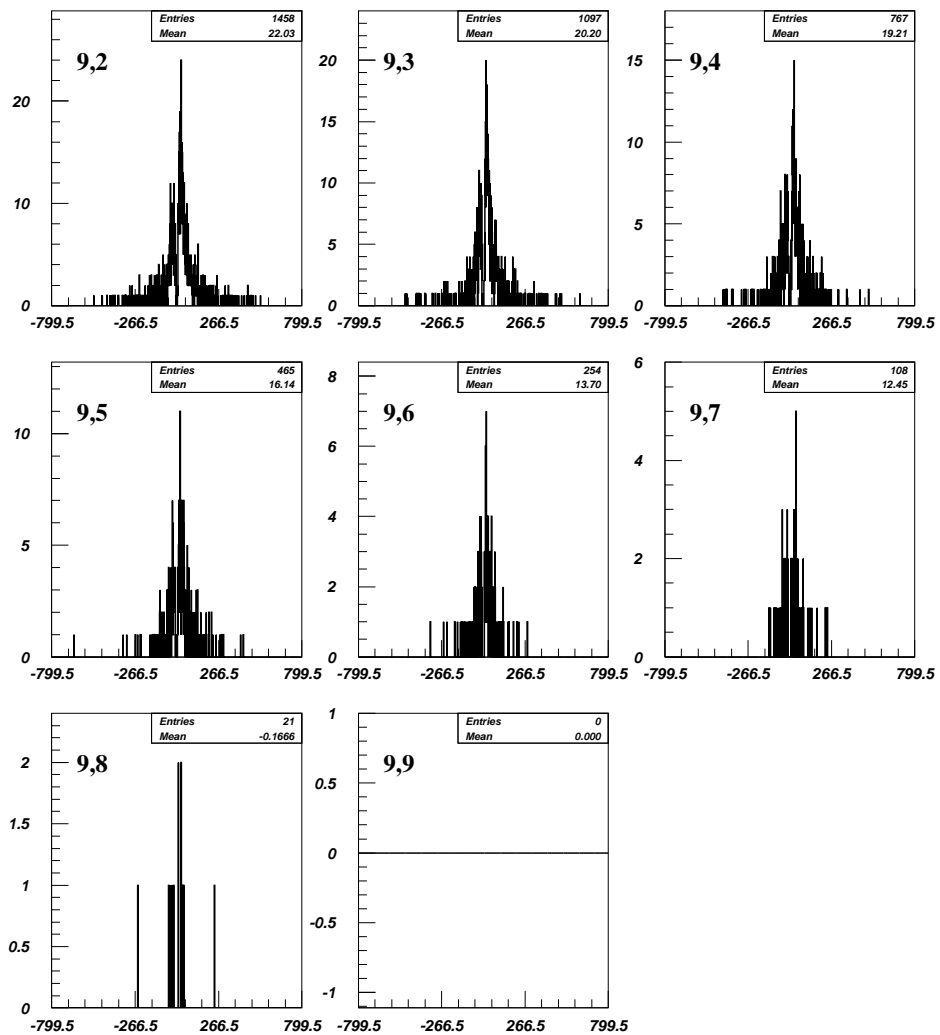 Entries 1458
Mean 22.03
9,2
20
10
0
-799.5 -266.5 266.5 799.5
Entries 1097
Mean 20.20
9,3
20
15
10
5
0
-799.5 -266.5 266.5 799.5
Entries 767
Mean 19.21
9,4
15
10
5
0
-799.5 -266.5 266.5 799.5
Entries 465
Mean 16.14
9,5
10
5
0
-799.5 -266.5 266.5 799.5
Entries 254
Mean 13.70
9,6
8
6
4
2
0
-799.5 -266.5 266.5 799.5
Entries 108
Mean 12.45
9,7
6
4
2
0
-799.5 -266.5 266.5 799.5
Entries 21
Mean -0.1666
9,8
2
1.5
1
0.5
0
-799.5 -266.5 266.5 799.5
Entries 0
Mean 0.000
9,9
1
0.5
0
-0.5
-1
-799.5 -266.5 266.5 799.5